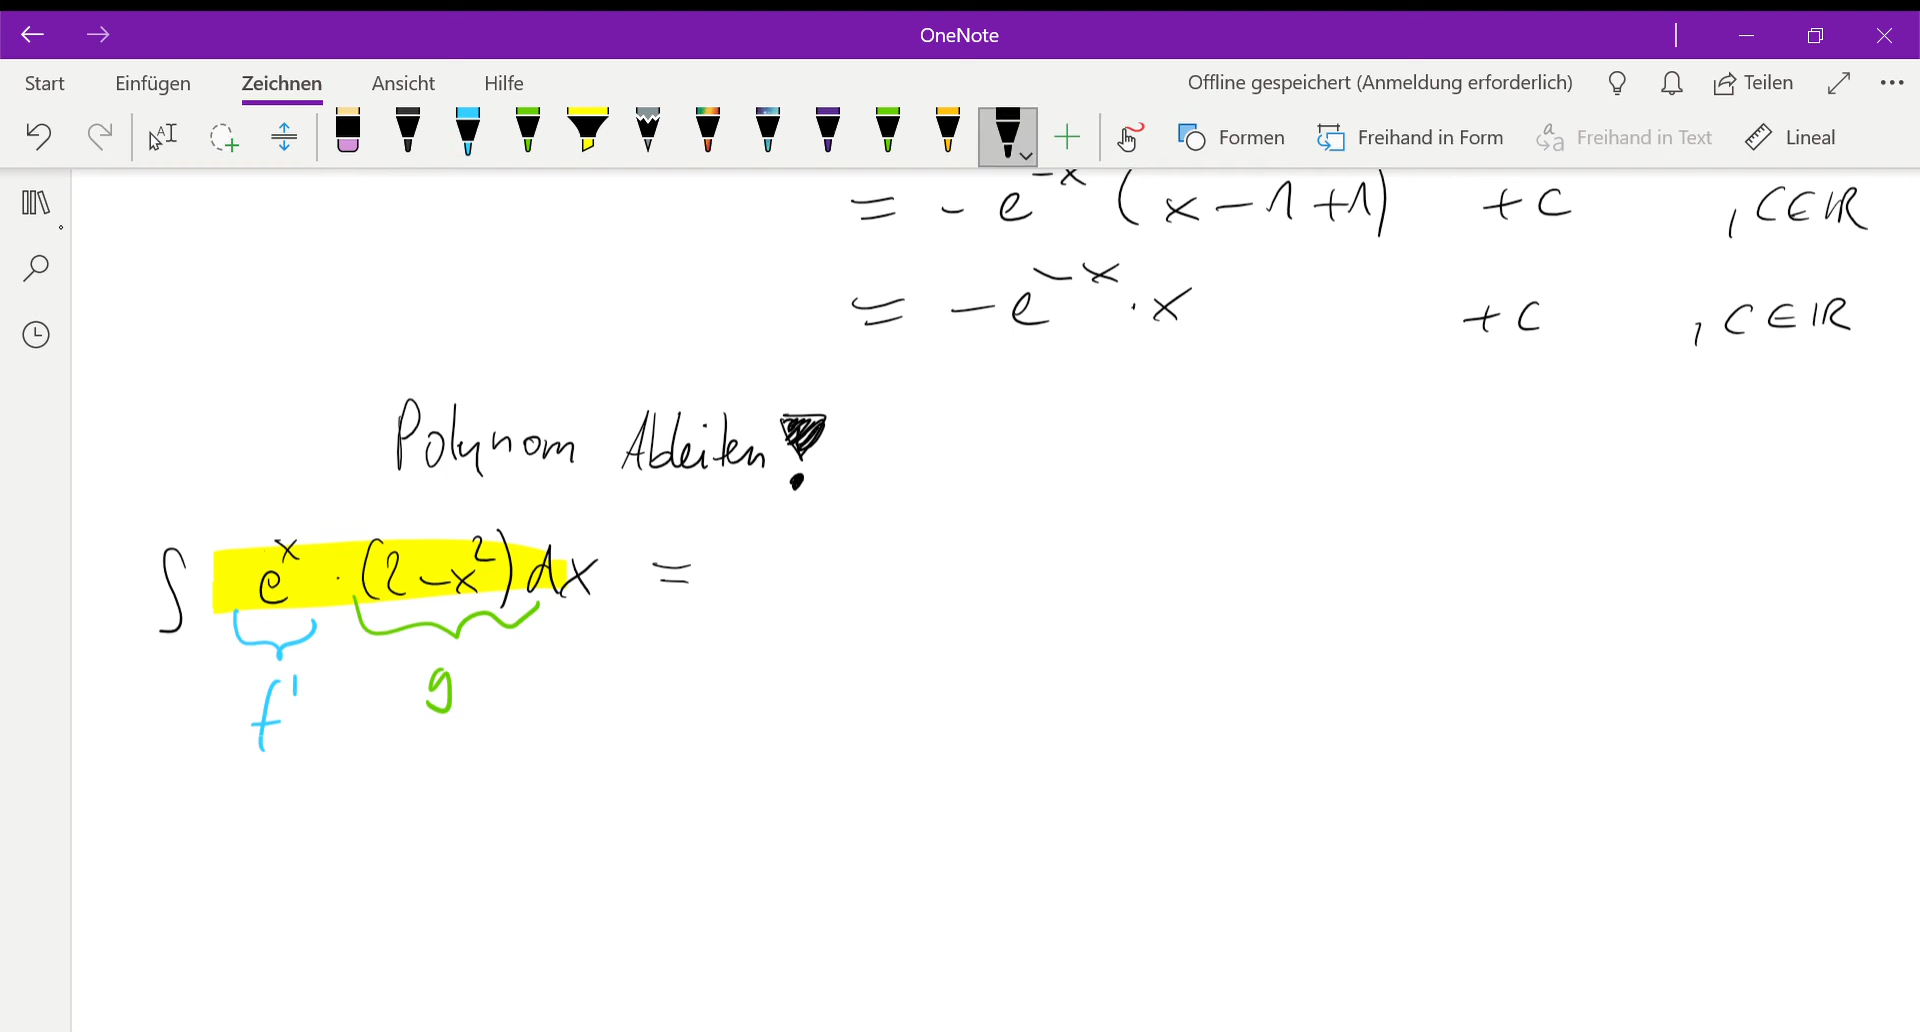 OneNote
Start Einfügen Zeichnen Ansicht Hilfe Offline gespeichert (Anmeldung erforderlich) Teilen
Formen Freihand in Form Freihand in Text Lineal
= - e^{-x} (x - 1 + 1) + C , C ∈ ℝ
= - e^{-x} · x + C , C ∈ ℝ
Polynom Ableiten !
∫ e^x · (2 - x^2) dx =
f' g